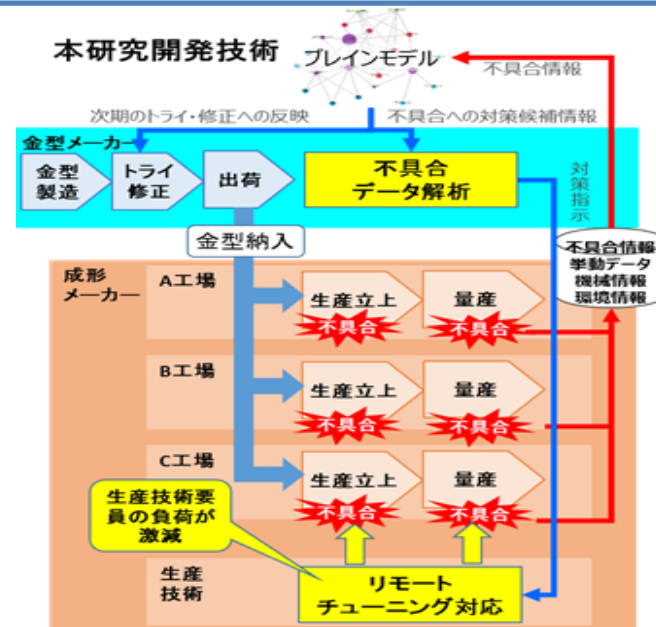 本研究開発技術
ブレインモデル
不具合情報
次期のトライ・修正への反映
不具合への対策候補情報
金型メーカー
金型
製造
トライ
修正
出荷
不具合
データ解析
対策指示
金型納入
不具合情報
挙動データ
機械情報
環境情報
成形
メーカー
A工場
生産立上
不具合
量産
不具合
B工場
生産立上
不具合
量産
不具合
C工場
生産立上
不具合
量産
不具合
生産技術要
員の負荷が
激減
生産
技術
リモート
チューニング対応